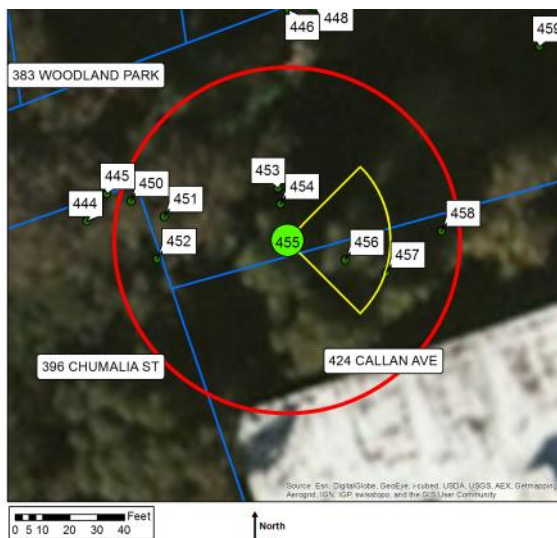 446
448
459
383 WOODLAND PARK
453
445
450
454
451
444
458
452
455
456
457
396 CHUMALIA ST
424 CALLAN AVE
Source: Esri, DigitalGlobe, GeoEye, i-cubed, USDA, USGS, AEX, Getmapping,
Aerogrid, IGN, IGP, swisstopo, and the GIS User Community
Feet
0 5 10 20 30 40
North